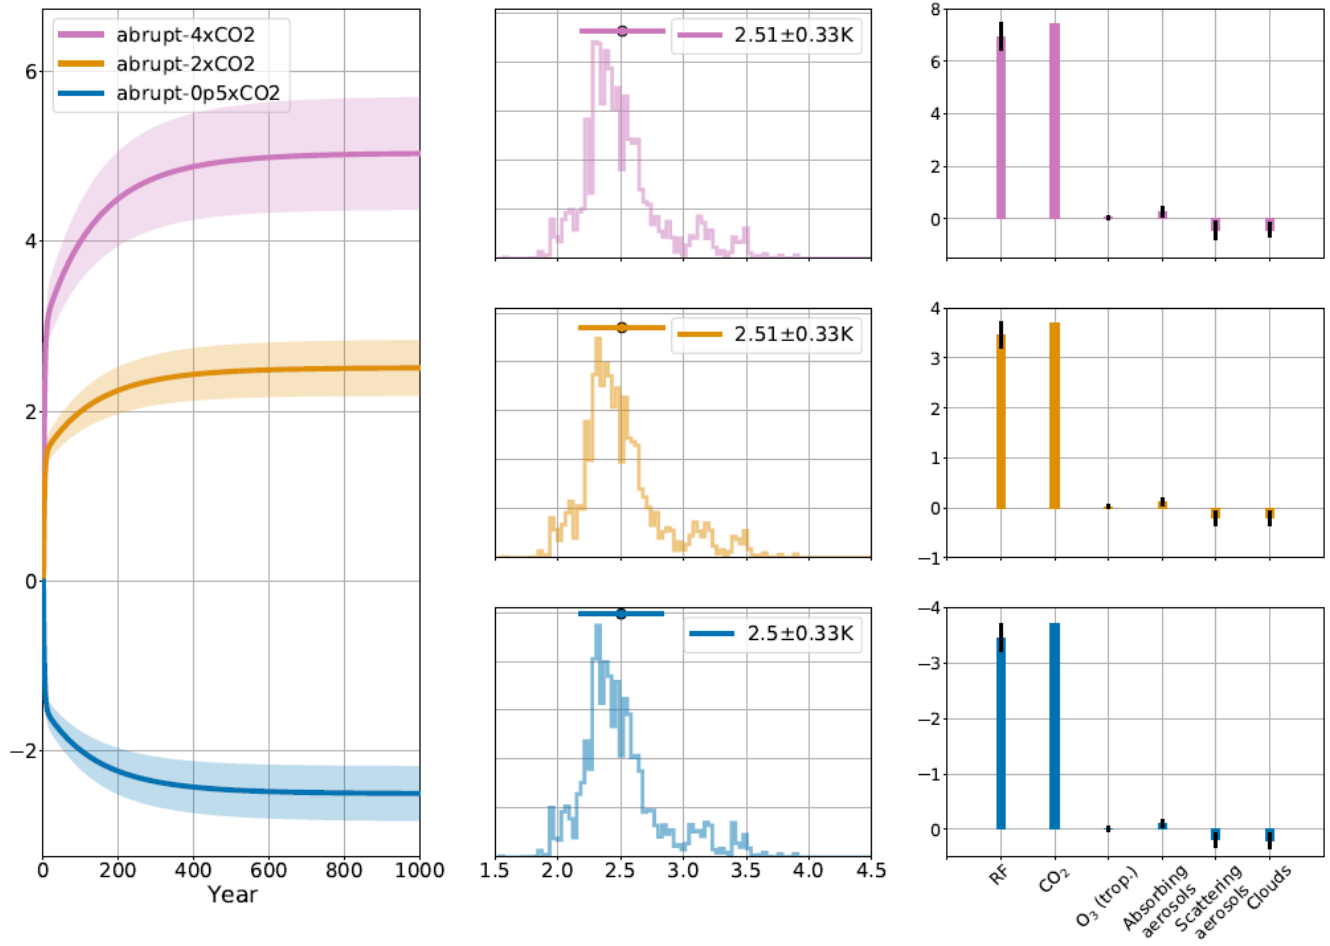 abrupt-4xCO2
abrupt-2xCO2
abrupt-0p5xCO2
6
4
2
0
−2
0
200
400
600
800
1000
Year
2.51±0.33K
2.51±0.33K
2.5±0.33K
1.5
2.0
2.5
3.0
3.5
4.0
4.5
8
6
4
2
0
4
3
2
1
0
−1
−4
−3
−2
−1
0
RF
CO₂
O₃ (trop.)
Absorbing
aerosols
Scattering
aerosols
Clouds